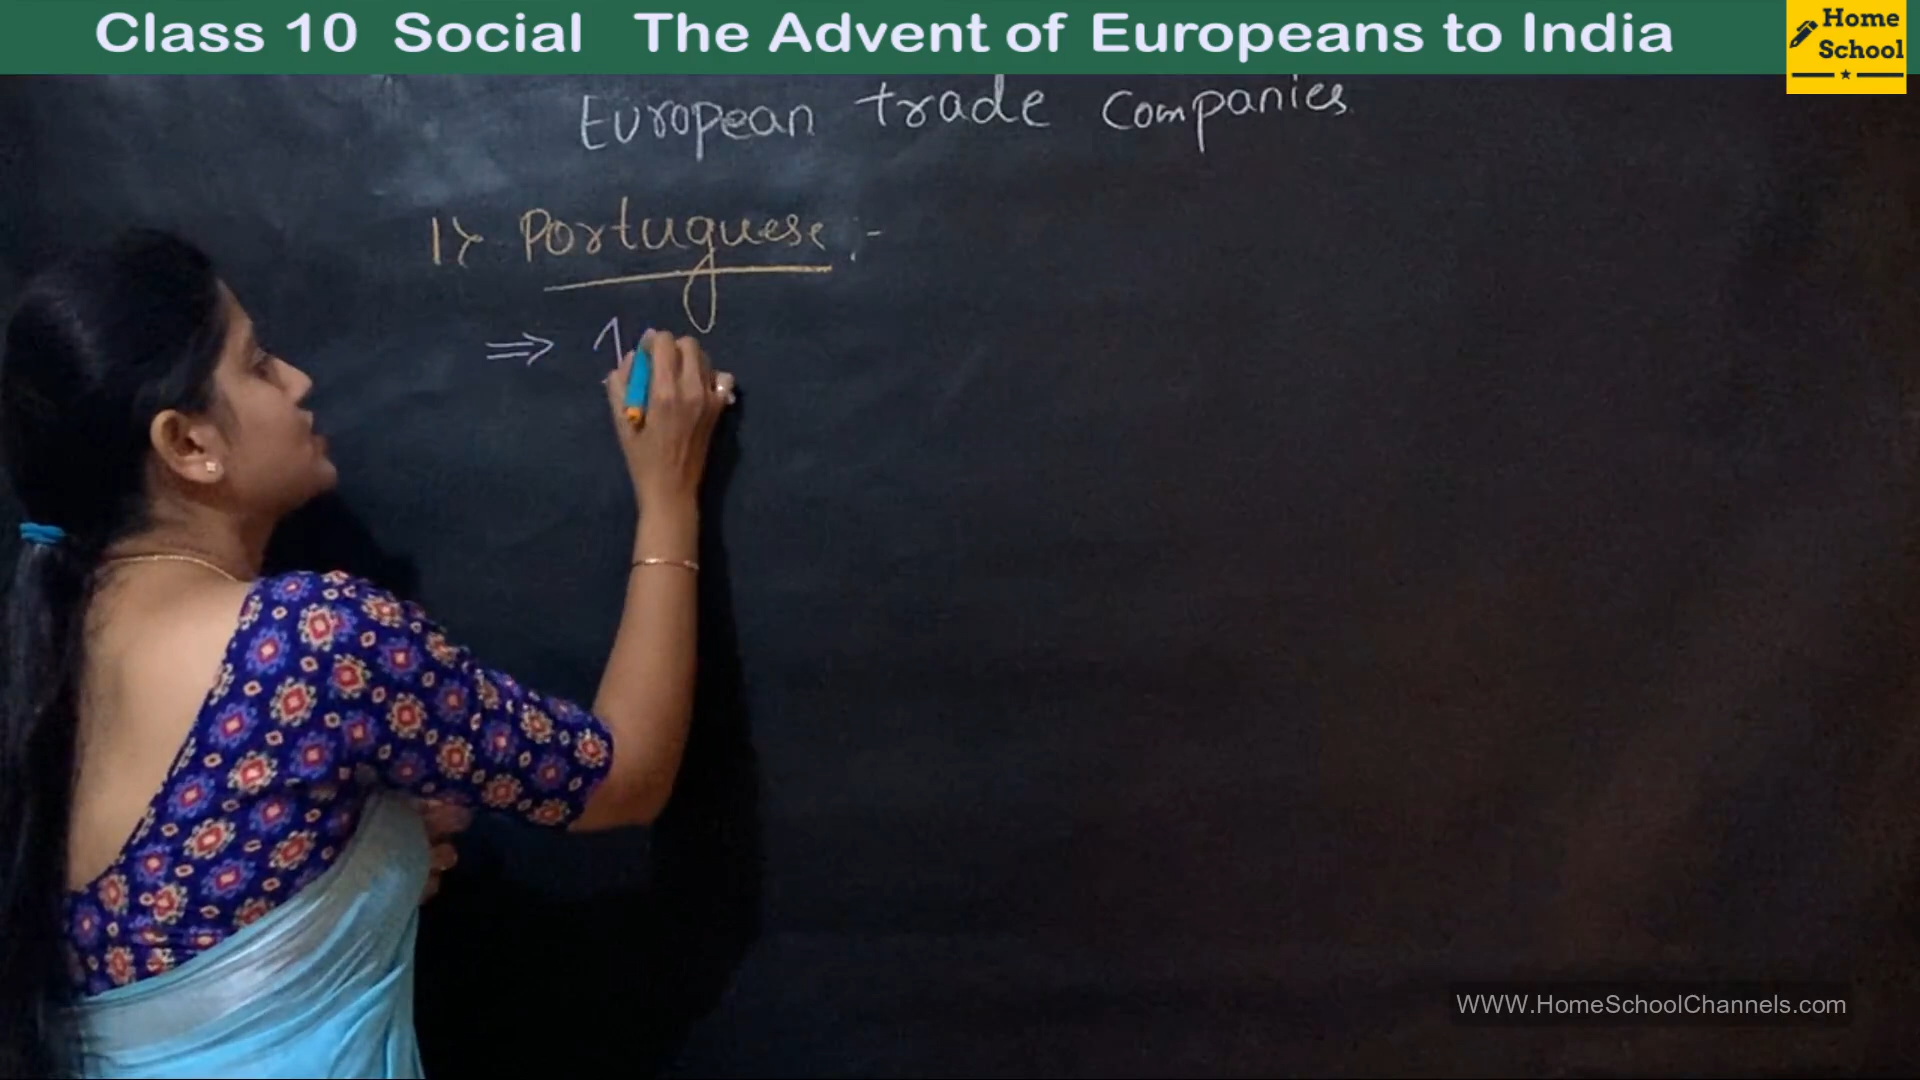 Class 10 Social The Advent of Europeans to India
Home
School
European trade companies
1> Portuguese :-
⇒ 1
WWW.HomeSchoolChannels.com